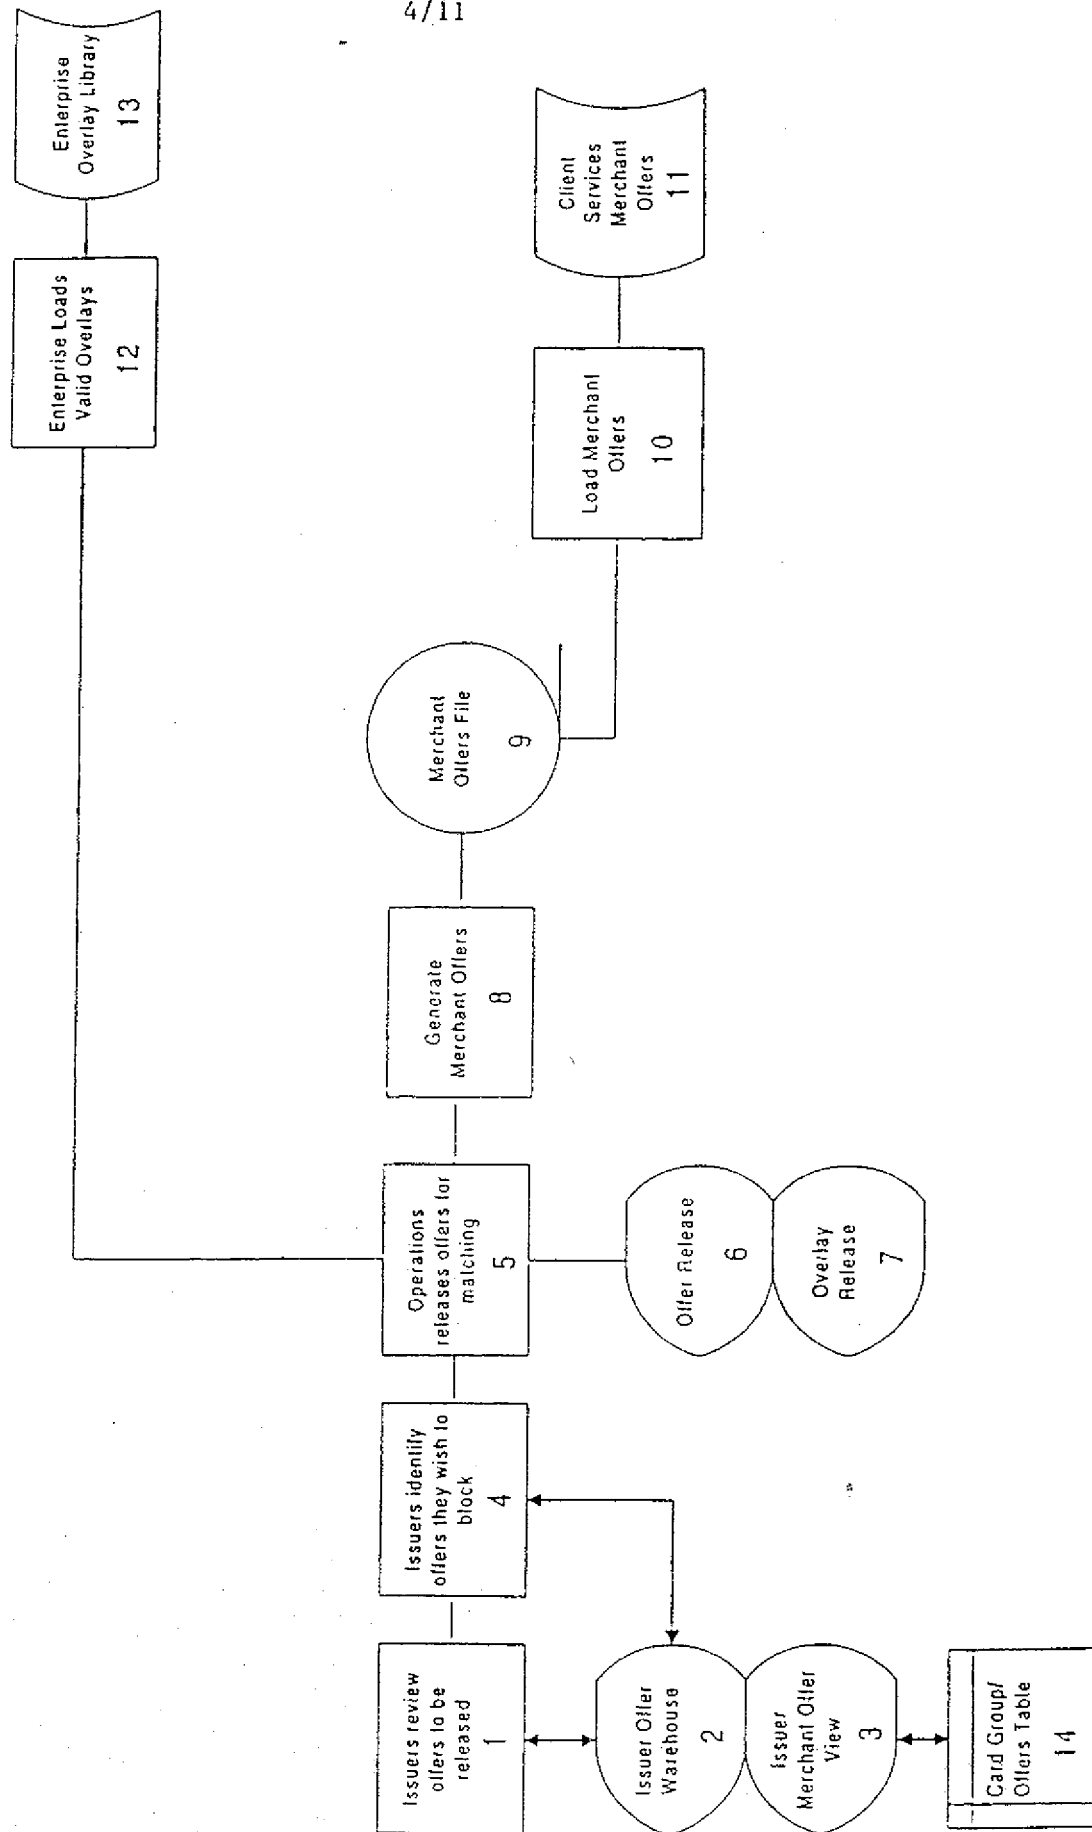 4/11
Issuers review
offers to be
released
1
Issuer Offer
Warehouse
2
Issuer
Merchant Offer
View
3
Card Group/
Offers Table
14
Issuers identify
offers they wish to
block
4
Operations
releases offers for
matching
5
Offer Release
6
Overlay
Release
7
Generate
Merchant Offers
8
Merchant
Offers File
9
Load Merchant
Offers
10
Client
Services
Merchant
Offers
11
Enterprise Loads
Valid Overlays
12
Enterprise
Overlay Library
13